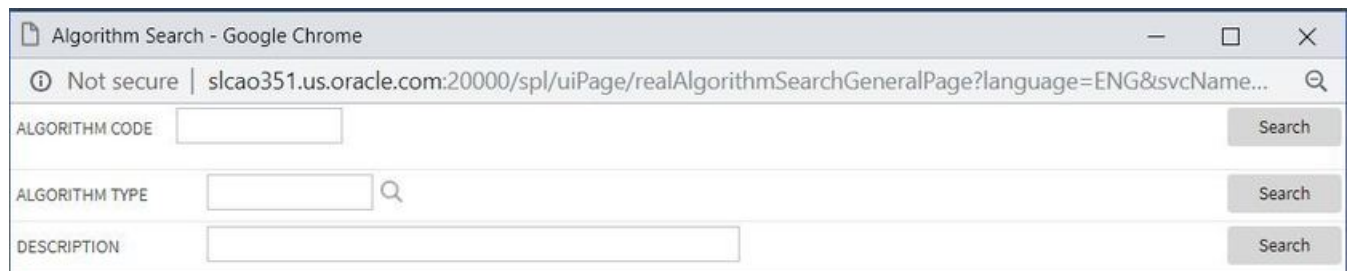 Algorithm Search - Google Chrome
Not secure | slcao351.us.oracle.com:20000/spl/uiPage/realAlgorithmSearchGeneralPage?language=ENG&svcName...
ALGORITHM CODE Search
ALGORITHM TYPE Search
DESCRIPTION Search